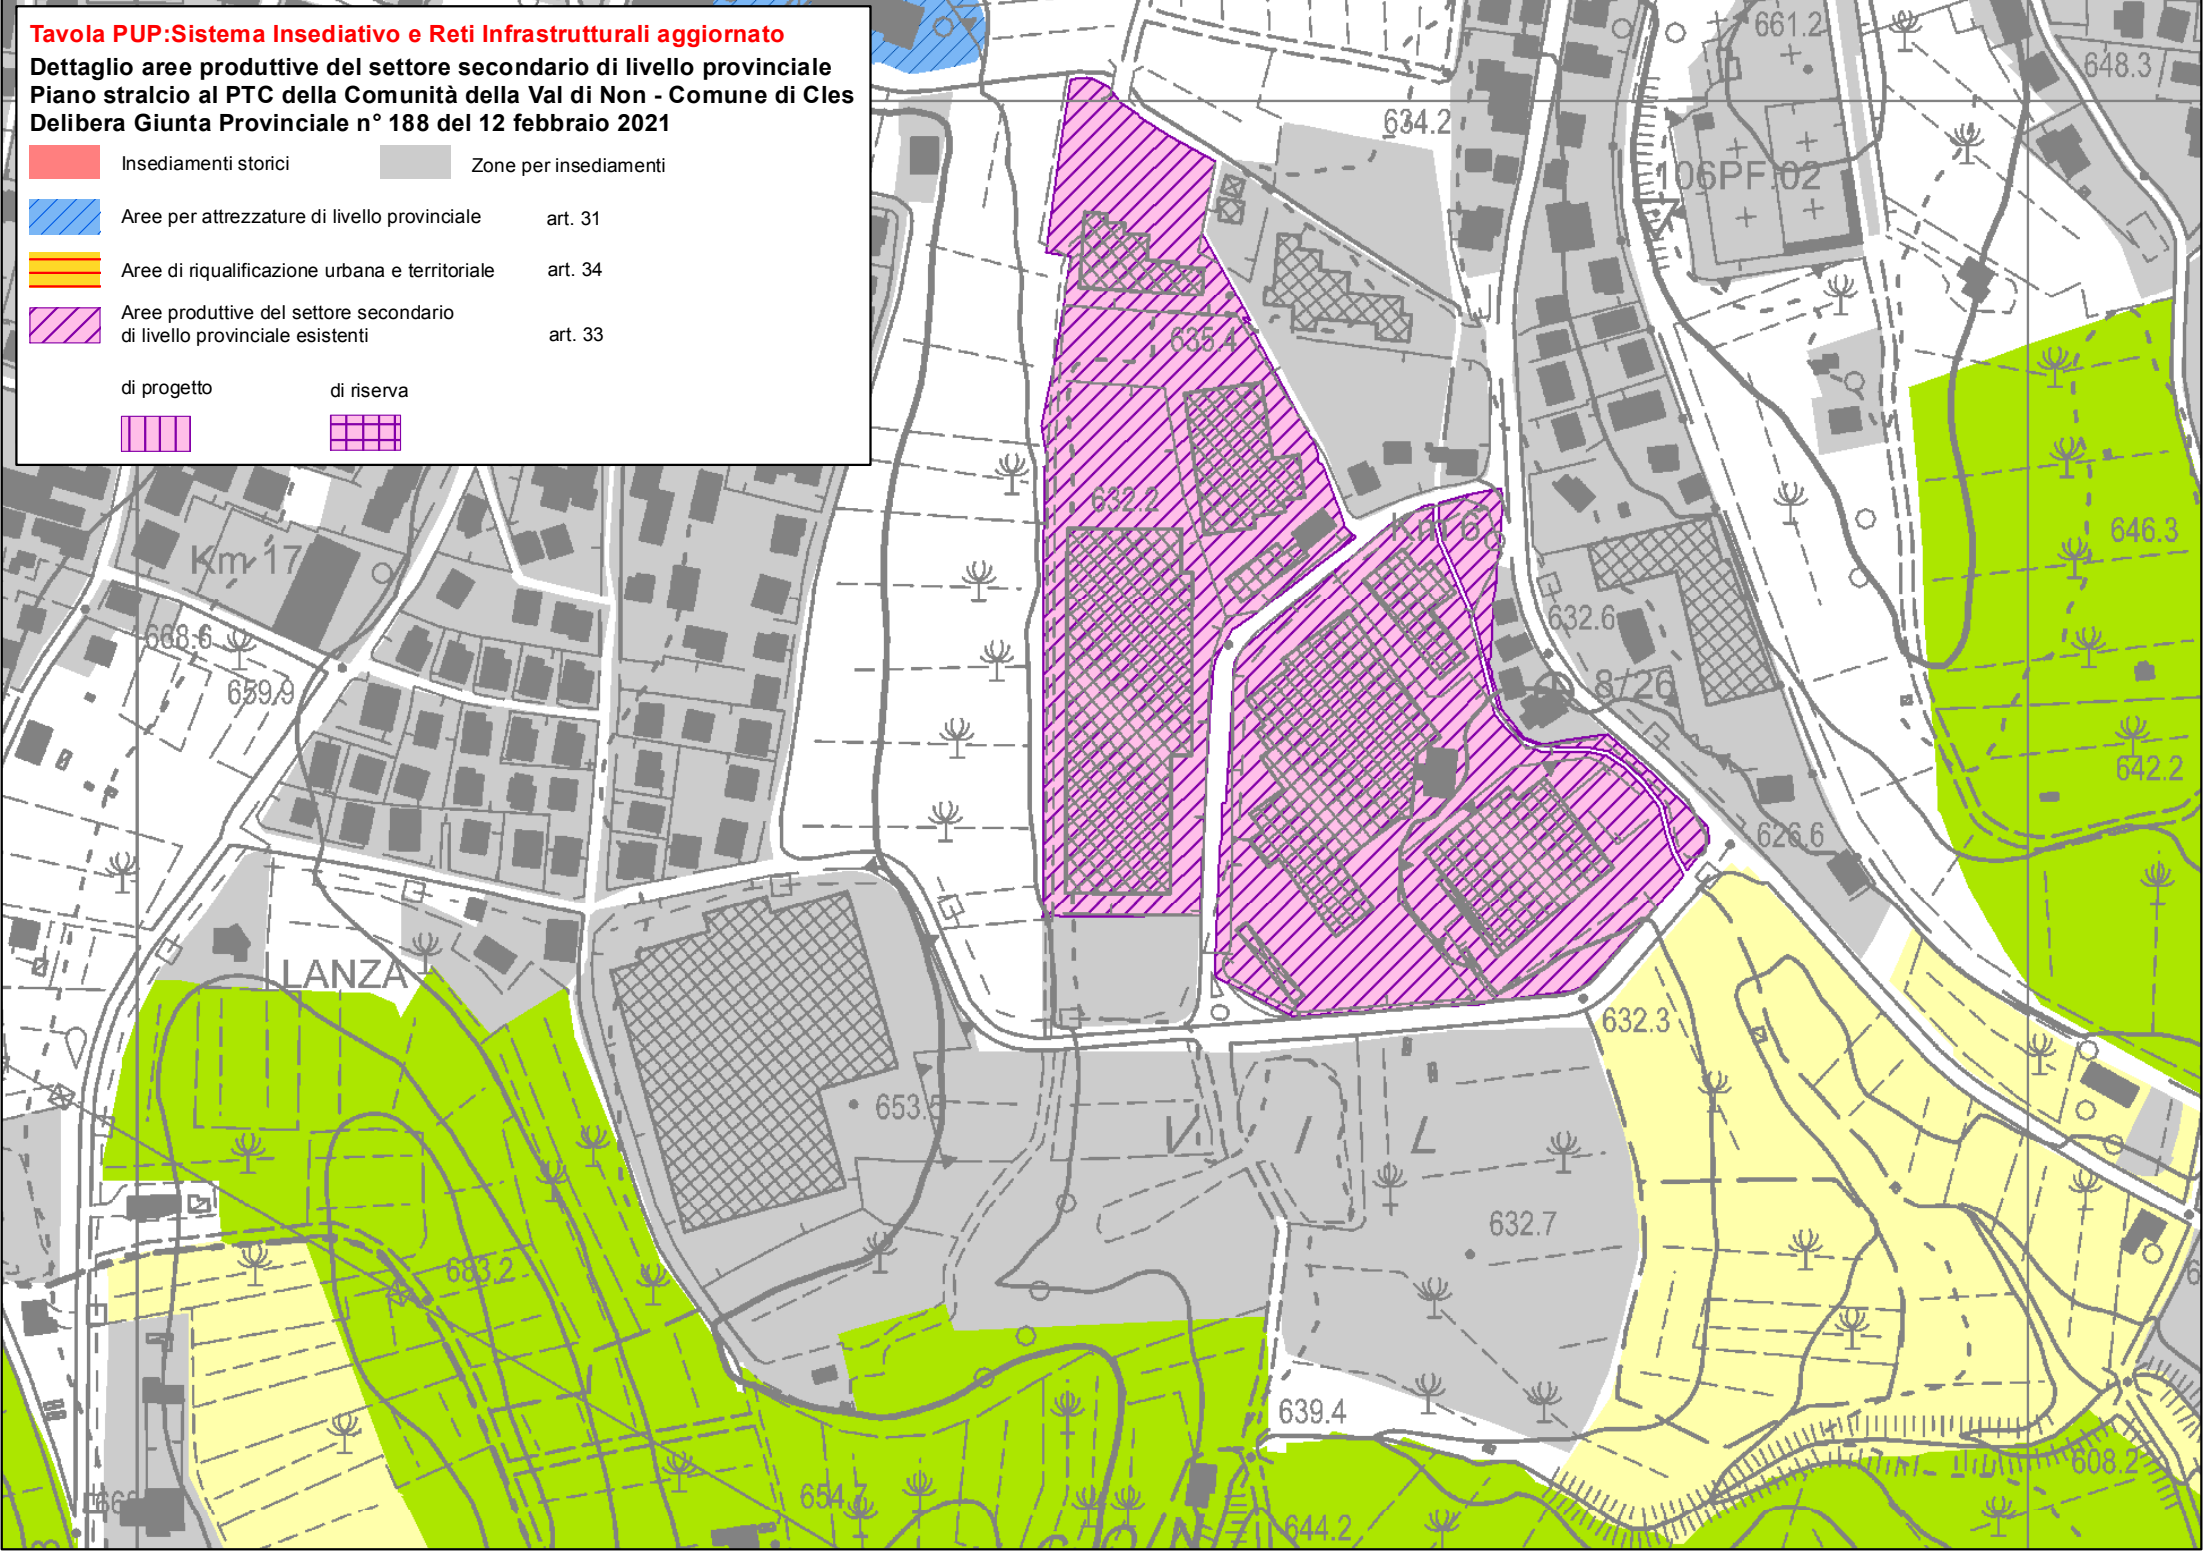 Tavola PUP:Sistema Insediativo e Reti Infrastrutturali aggiornato
Dettaglio aree produttive del settore secondario di livello provinciale
Piano stralcio al PTC della Comunità della Val di Non - Comune di Cles
Delibera Giunta Provinciale n° 188 del 12 febbraio 2021
Insediamenti storici
Zone per insediamenti
Aree per attrezzature di livello provinciale
art. 31
Aree di riqualificazione urbana e territoriale
art. 34
Aree produttive del settore secondario
di livello provinciale esistenti
art. 33
di progetto
di riserva
661.2
648.3
634.2
106PF.02
635.4
632.2
Km 6
646.3
Km 17
668.6
659.9
632.6
8/26
642.2
626.6
LANZA
632.3
653.5
V I L
632.7
683.2
639.4
654.7
644.2
608.2